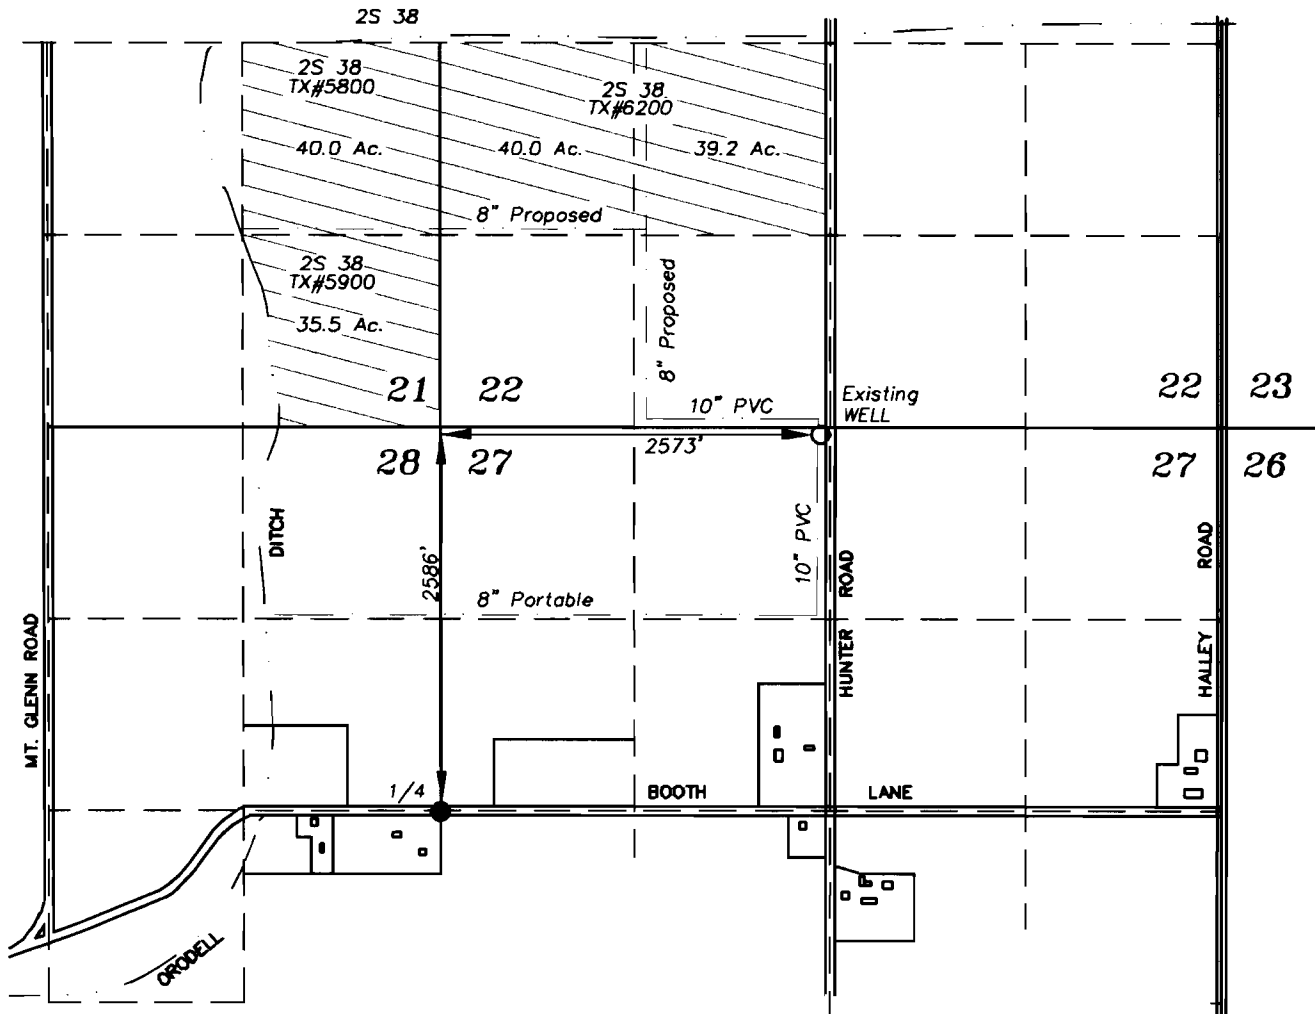 2S 38
2S 38
TX#5800
2S 38
TX#6200
40.0 Ac.
40.0 Ac.
39.2 Ac.
8" Proposed
2S 38
TX#5900
8" Proposed
35.5 Ac.
21
22
22
23
10" PVC
Existing
WELL
2573'
28
27
27
26
DITCH
10" PVC
2586'
8" Portable
HUNTER ROAD
HALLEY ROAD
MT. GLENN ROAD
1/4
BOOTH LANE
ORODELL